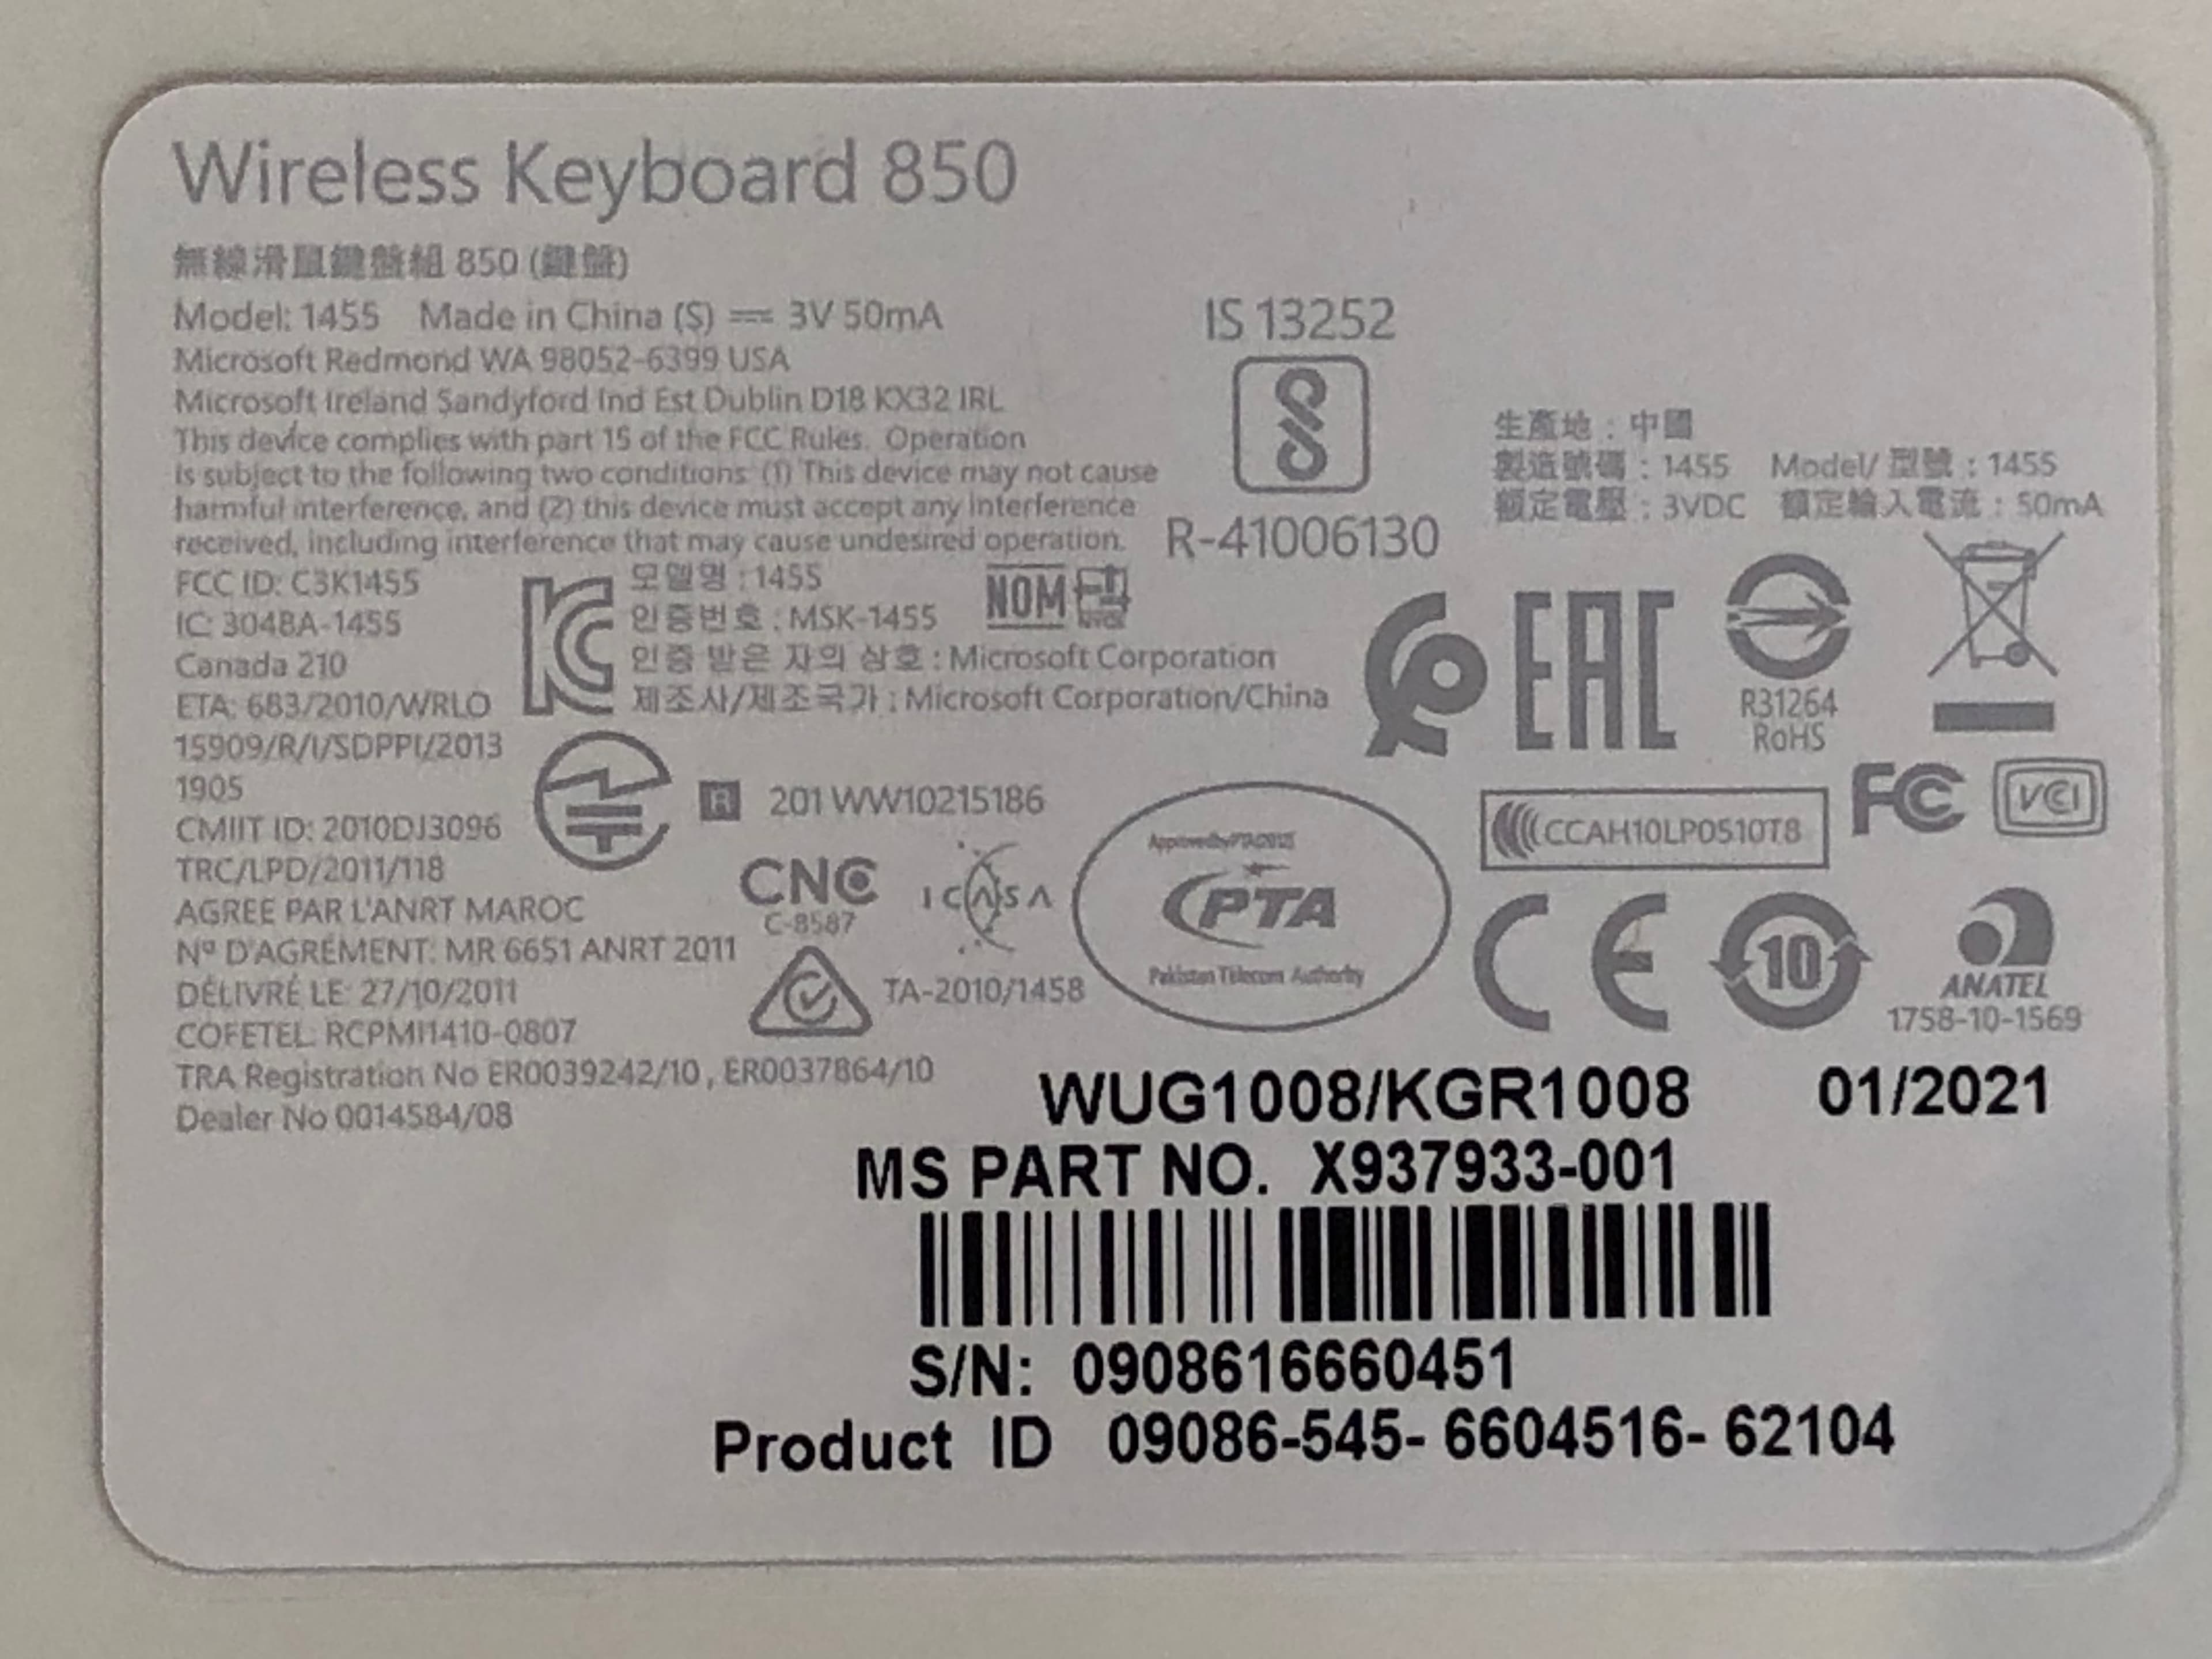 Wireless Keyboard 850
無線滑鼠鍵盤組 850 (鍵盤)
Model: 1455 Made in China (S) ⎓ 3V 50mA
Microsoft Redmond WA 98052-6399 USA
Microsoft Ireland Sandyford Ind Est Dublin D18 KX32 IRL
This device complies with part 15 of the FCC Rules. Operation
is subject to the following two conditions (1) This device may not cause
harmful interference, and (2) this device must accept any interference
received, including interference that may cause undesired operation.
IS 13252
R-41006130
生產地 : 中國
製造號碼 : 1455 Model/ 型號 : 1455
額定電壓 : 3VDC 額定輸入電流 : 50mA
FCC ID: C3K1455
IC: 3048A-1455
Canada 210
ETA: 683/2010/WRLO
15909/R/I/SDPPI/2013
1905
CMIIT ID: 2010DJ3096
TRC/LPD/2011/118
AGREE PAR L'ANRT MAROC
Nº D'AGRÉMENT: MR 6651 ANRT 2011
DÉLIVRÉ LE: 27/10/2011
COFETEL: RCPMI1410-0807
TRA Registration No ER0039242/10 , ER0037864/10
Dealer No 0014584/08
모델명 : 1455
인증번호 : MSK-1455
인증 받은 자의 상호 : Microsoft Corporation
제조사/제조국가 : Microsoft Corporation/China
NOM
EAC
R31264
RoHS
R 201 WW10215186
CNC
C-8587
ICASA
TA-2010/1458
PTA
Pakistan Telecom Authority
CCAH10LP0510T8
FC
VCI
CE
10
ANATEL
1758-10-1569
WUG1008/KGR1008 01/2021
MS PART NO. X937933-001
S/N: 0908616660451
Product ID 09086-545- 6604516- 62104